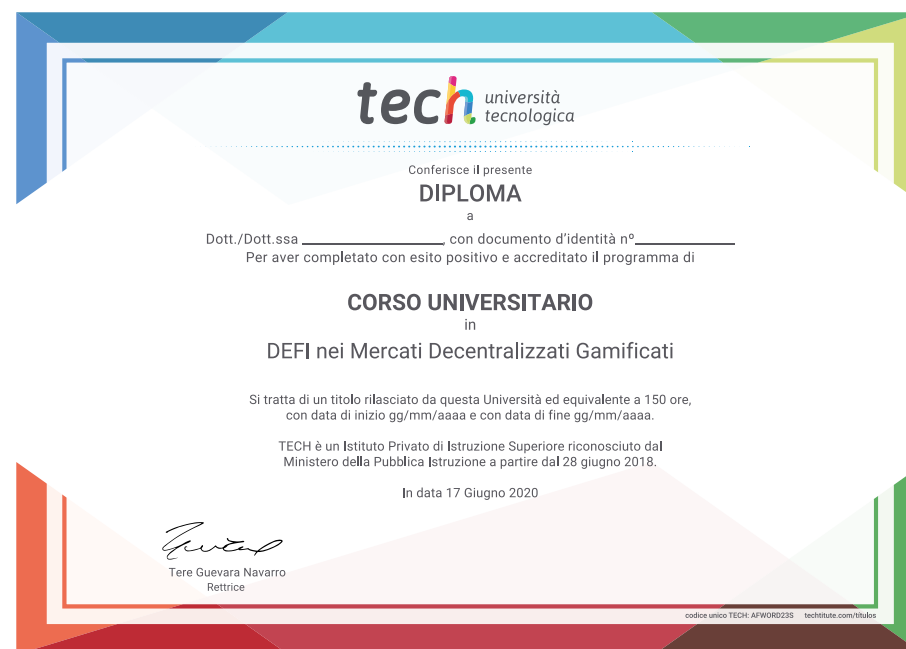 tech università
tecnologica
Conferisce il presente
DIPLOMA
a
Dott./Dott.ssa ____________________, con documento d'identità nº______________
Per aver completato con esito positivo e accreditato il programma di
CORSO UNIVERSITARIO
in
DEFI nei Mercati Decentralizzati Gamificati
Si tratta di un titolo rilasciato da questa Università ed equivalente a 150 ore,
con data di inizio gg/mm/aaaa e con data di fine gg/mm/aaaa.
TECH è un Istituto Privato di Istruzione Superiore riconosciuto dal
Ministero della Pubblica Istruzione a partire dal 28 giugno 2018.
In data 17 Giugno 2020
Tere Guevara Navarro
Rettrice
codice unico TECH: AFWORD23S techtitute.com/titulos